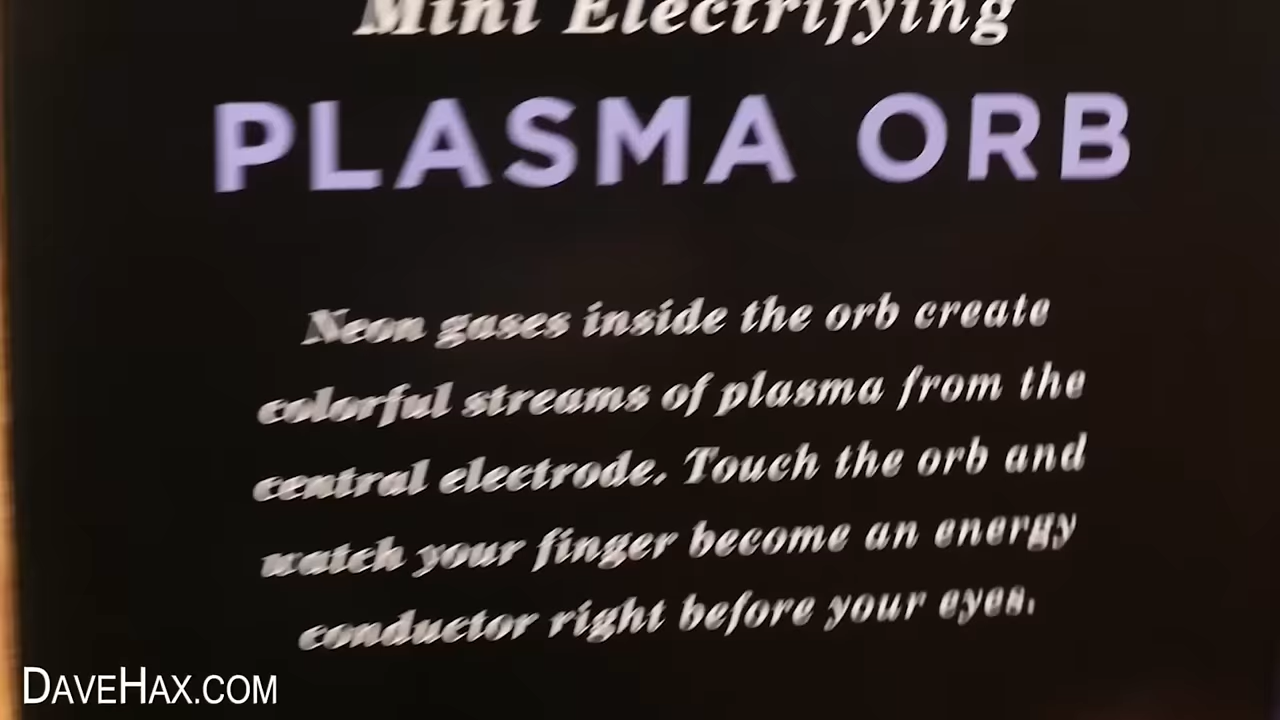 Mini Electrifying
PLASMA ORB
Neon gases inside the orb create
colorful streams of plasma from the
central electrode. Touch the orb and
watch your finger become an energy
conductor right before your eyes.
DAVEHAX.COM